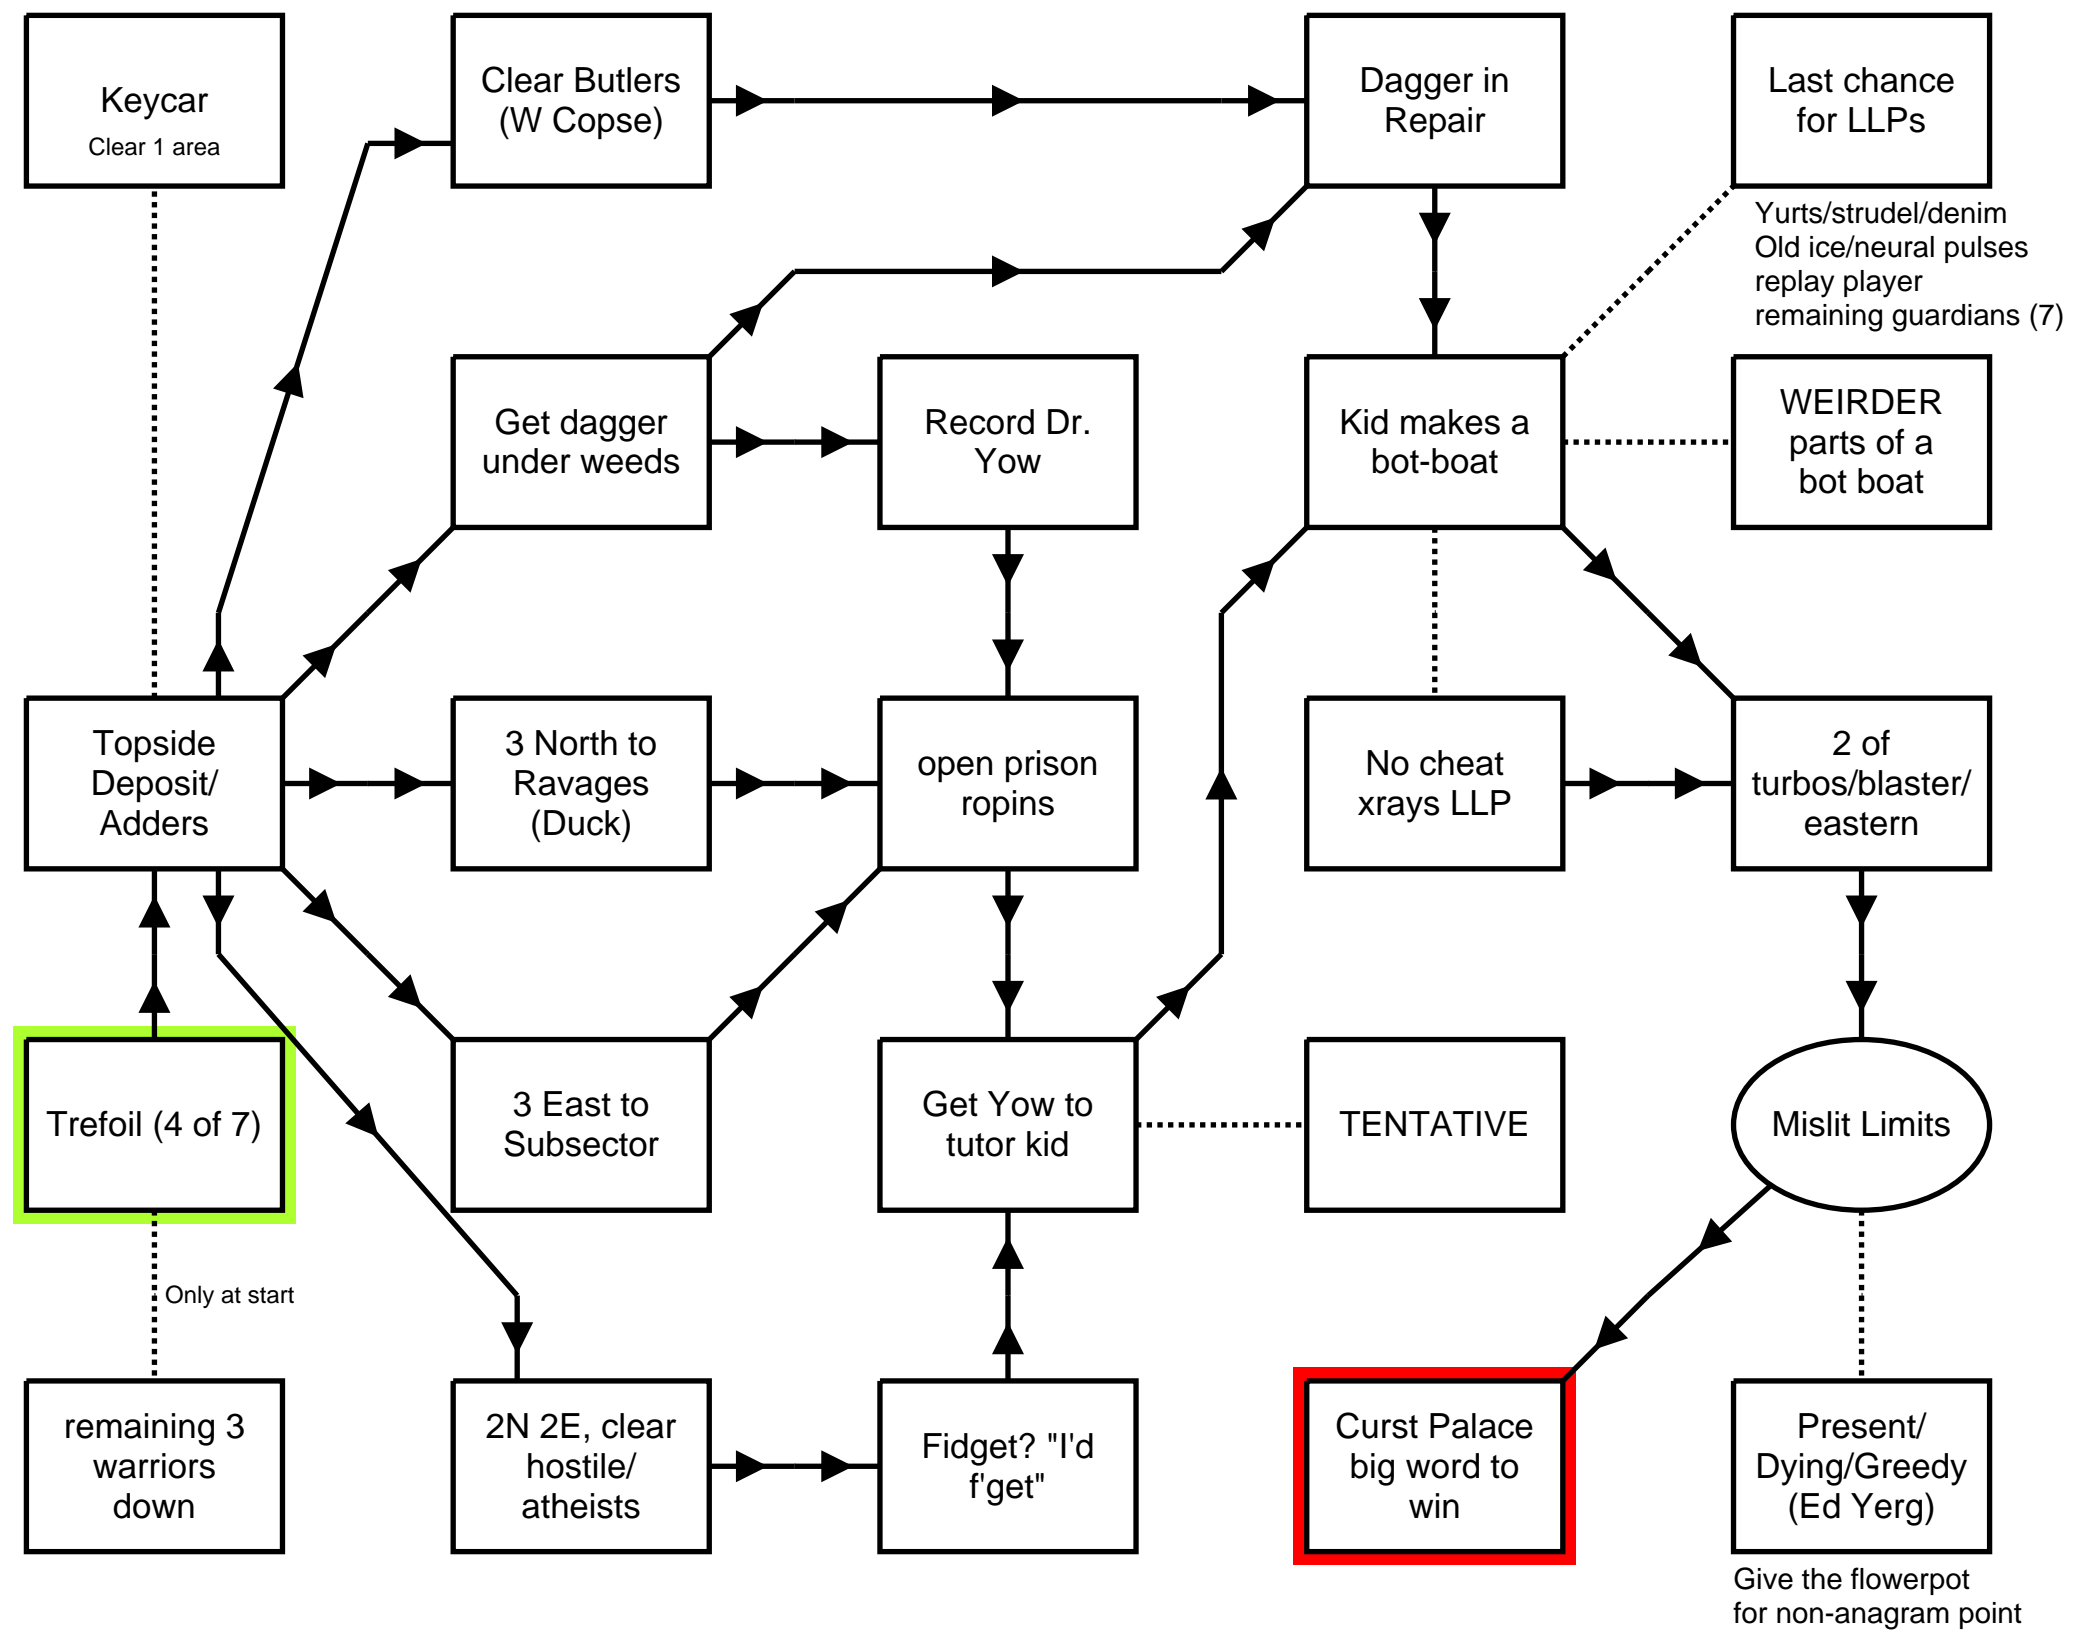 Keycar
Clear 1 area
Clear Butlers
(W Copse)
Dagger in
Repair
Last chance
for LLPs
Yurts/strudel/denim
Old ice/neural pulses
replay player
remaining guardians (7)
Get dagger
under weeds
Record Dr.
Yow
Kid makes a
bot-boat
WEIRDER
parts of a
bot boat
Topside
Deposit/
Adders
3 North to
Ravages
(Duck)
open prison
ropins
No cheat
xrays LLP
2 of
turbos/blaster/
eastern
Trefoil (4 of 7)
3 East to
Subsector
Get Yow to
tutor kid
TENTATIVE
Mislit Limits
Only at start
remaining 3
warriors
down
2N 2E, clear
hostile/
atheists
Fidget? "I'd
f'get"
Curst Palace
big word to
win
Present/
Dying/Greedy
(Ed Yerg)
Give the flowerpot
for non-anagram point